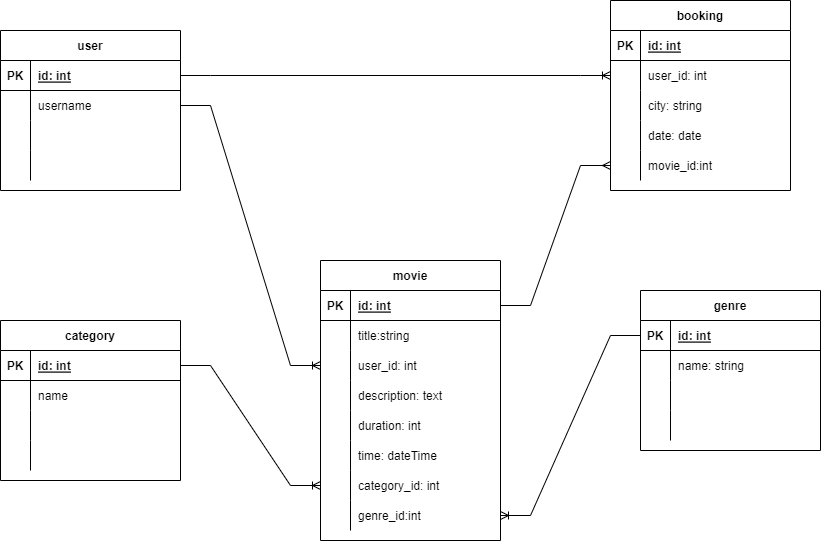 user
PK id: int
username
booking
PK id: int
user_id: int
city: string
date: date
movie_id:int
movie
PK id: int
title:string
user_id: int
description: text
duration: int
time: dateTime
category_id: int
genre_id:int
category
PK id: int
name
genre
PK id: int
name: string